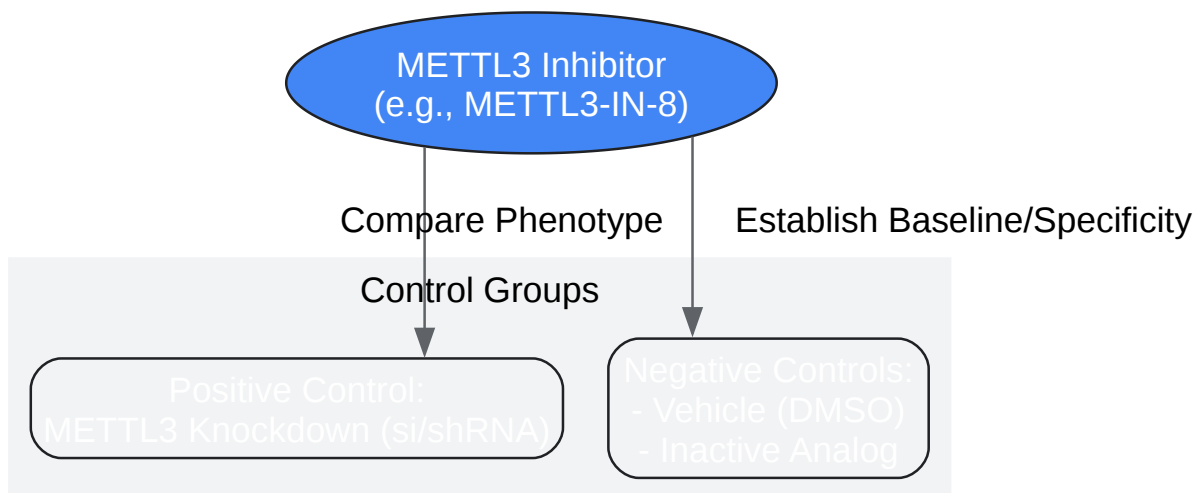 METTL3 Inhibitor
(e.g., METTL3-IN-8)
Compare Phenotype
Establish Baseline/Specificity
Control Groups
Positive Control:
METTL3 Knockdown (si/shRNA)
Negative Controls:
- Vehicle (DMSO)
- Inactive Analog